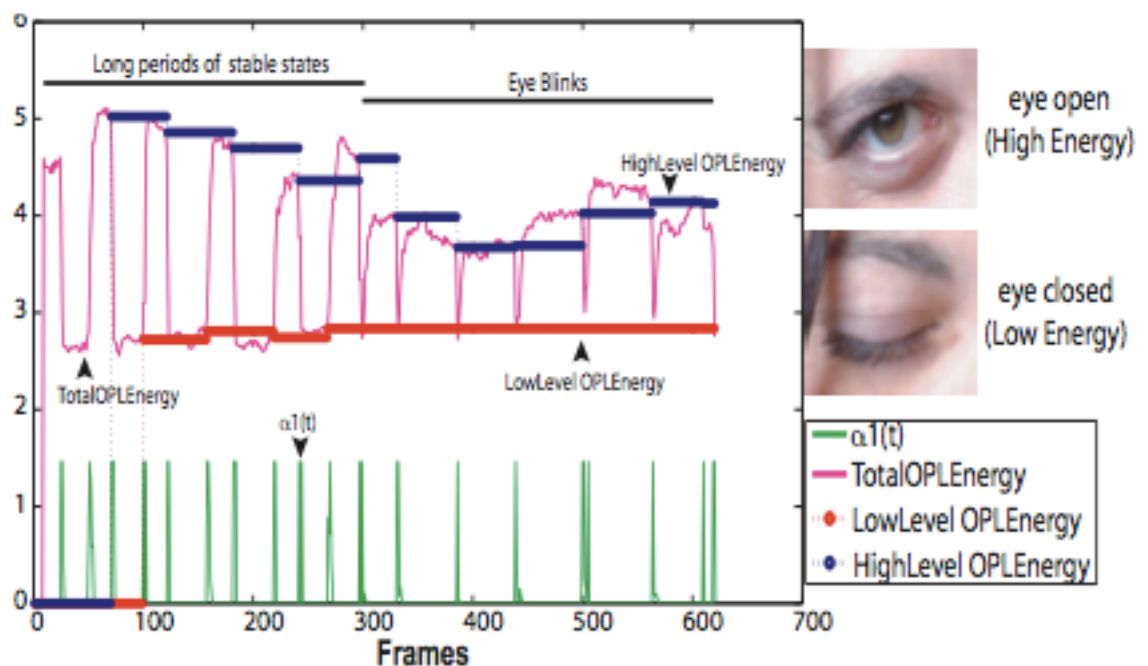 6
5
4
3
2
1
0
Long periods of stable states
Eye Blinks
HighLevel OPLEnergy
TotalOPLEnergy
LowLevel OPLEnergy
α1(t)
0 100 200 300 400 500 600 700
Frames
eye open
(High Energy)
eye closed
(Low Energy)
α1(t)
TotalOPLEnergy
LowLevel OPLEnergy
HighLevel OPLEnergy